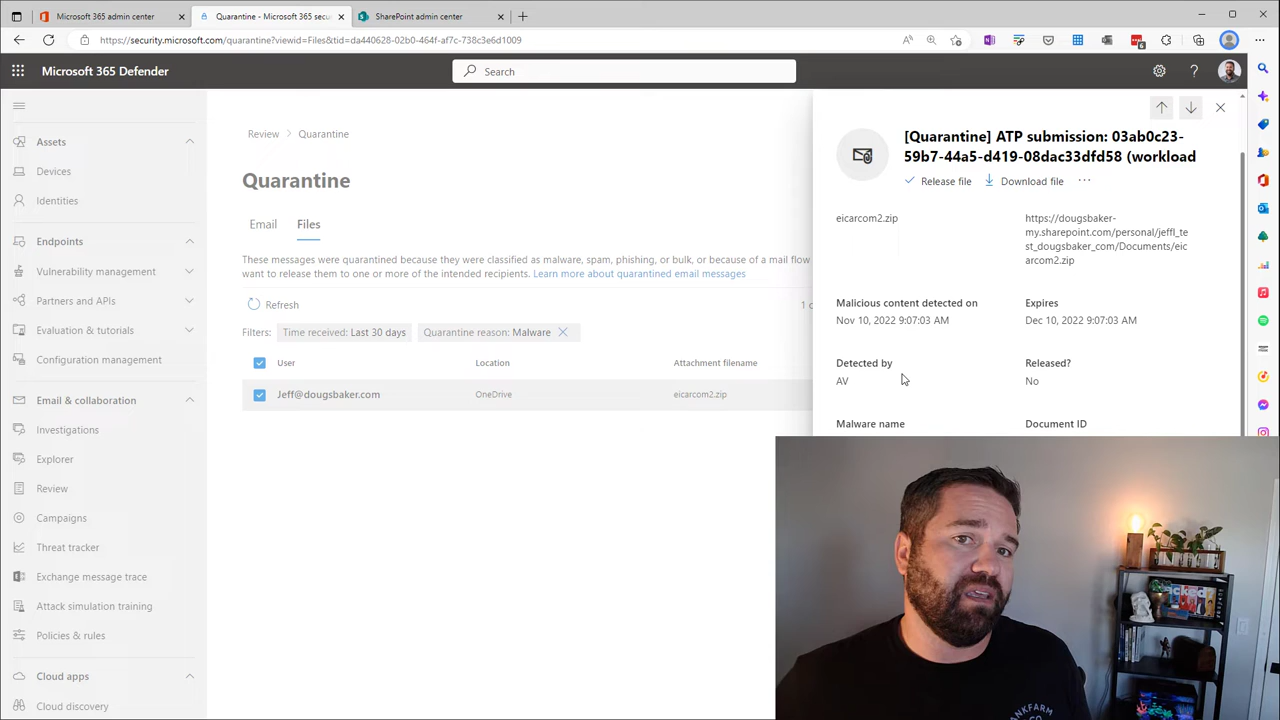 Microsoft 365 admin center
Quarantine - Microsoft 365 secu
SharePoint admin center
https://security.microsoft.com/quarantine?viewid=Files&tid=da440628-02b0-464f-af7c-738c3e6d1009
6
Microsoft 365 Defender
Search
Assets
Devices
Identities
Endpoints
Vulnerability management
Partners and APIs
Evaluation & tutorials
Configuration management
Email & collaboration
Investigations
Explorer
Review
Campaigns
Threat tracker
Exchange message trace
Attack simulation training
Policies & rules
Cloud apps
Cloud discovery
Review > Quarantine
Quarantine
Email Files
These messages were quarantined because they were classified as malware, spam, phishing, or bulk, or because of a mail flow
want to release them to one or more of the intended recipients. Learn more about quarantined email messages
Refresh
Filters: Time received: Last 30 days Quarantine reason: Malware
User Location Attachment filename
Jeff@dougsbaker.com OneDrive eicarcom2.zip
[Quarantine] ATP submission: 03ab0c23-
59b7-44a5-d419-08dac33dfd58 (workload
Release file Download file ...
eicarcom2.zip
https://dougsbaker-
my.sharepoint.com/personal/jeffl_te
st_dougsbaker_com/Documents/eic
arcom2.zip
Malicious content detected on Expires
Nov 10, 2022 9:07:03 AM Dec 10, 2022 9:07:03 AM
Detected by Released?
AV No
Malware name Document ID
ANKFARM